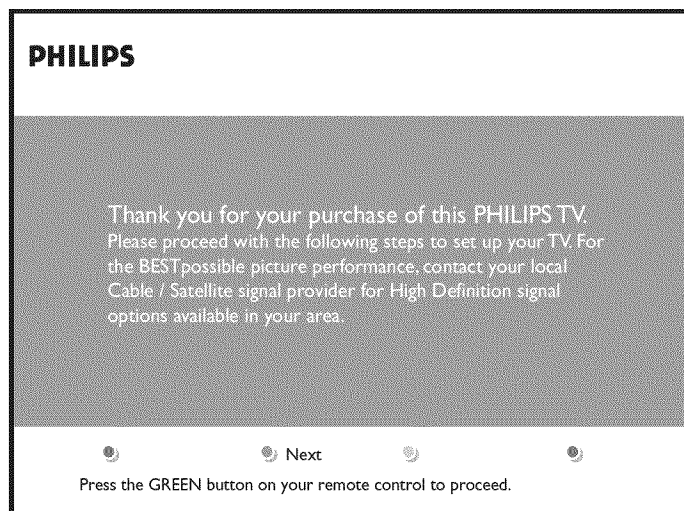 PHILIPS
Thank you for your purchase of this PHILIPS TV.
Please proceed with the following steps to set up your TV. For
the BESTpossible picture performance, contact your local
Cable / Satellite signal provider for High Definition signal
options available in your area.
Next
Press the GREEN button on your remote control to proceed.